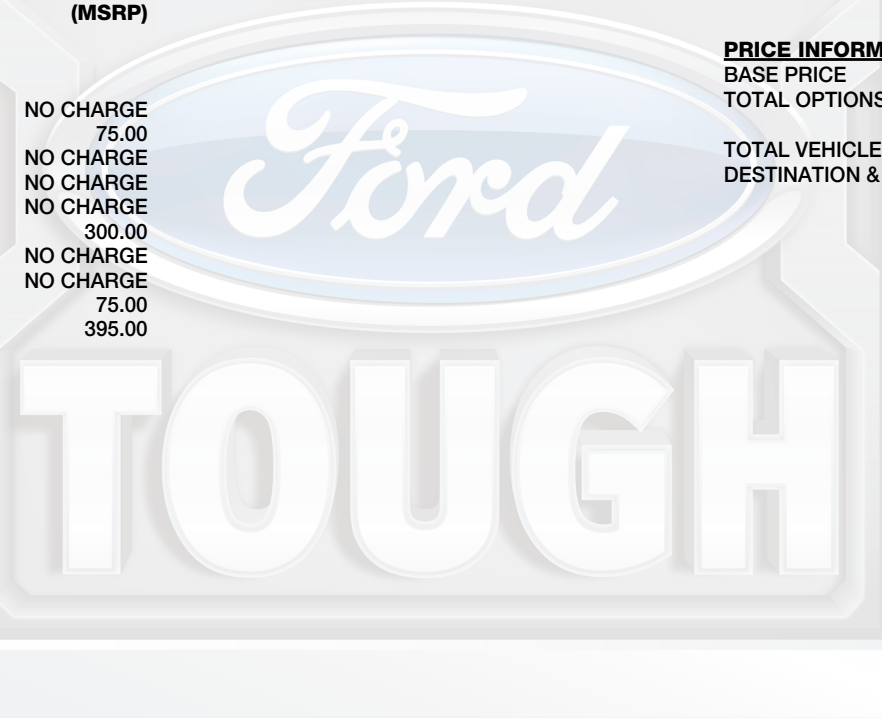 (MSRP)
NO CHARGE
75.00
NO CHARGE
NO CHARGE
NO CHARGE
300.00
NO CHARGE
NO CHARGE
75.00
395.00
PRICE INFORM
BASE PRICE
TOTAL OPTIONS
TOTAL VEHICLE
DESTINATION &
Ford
TOUGH